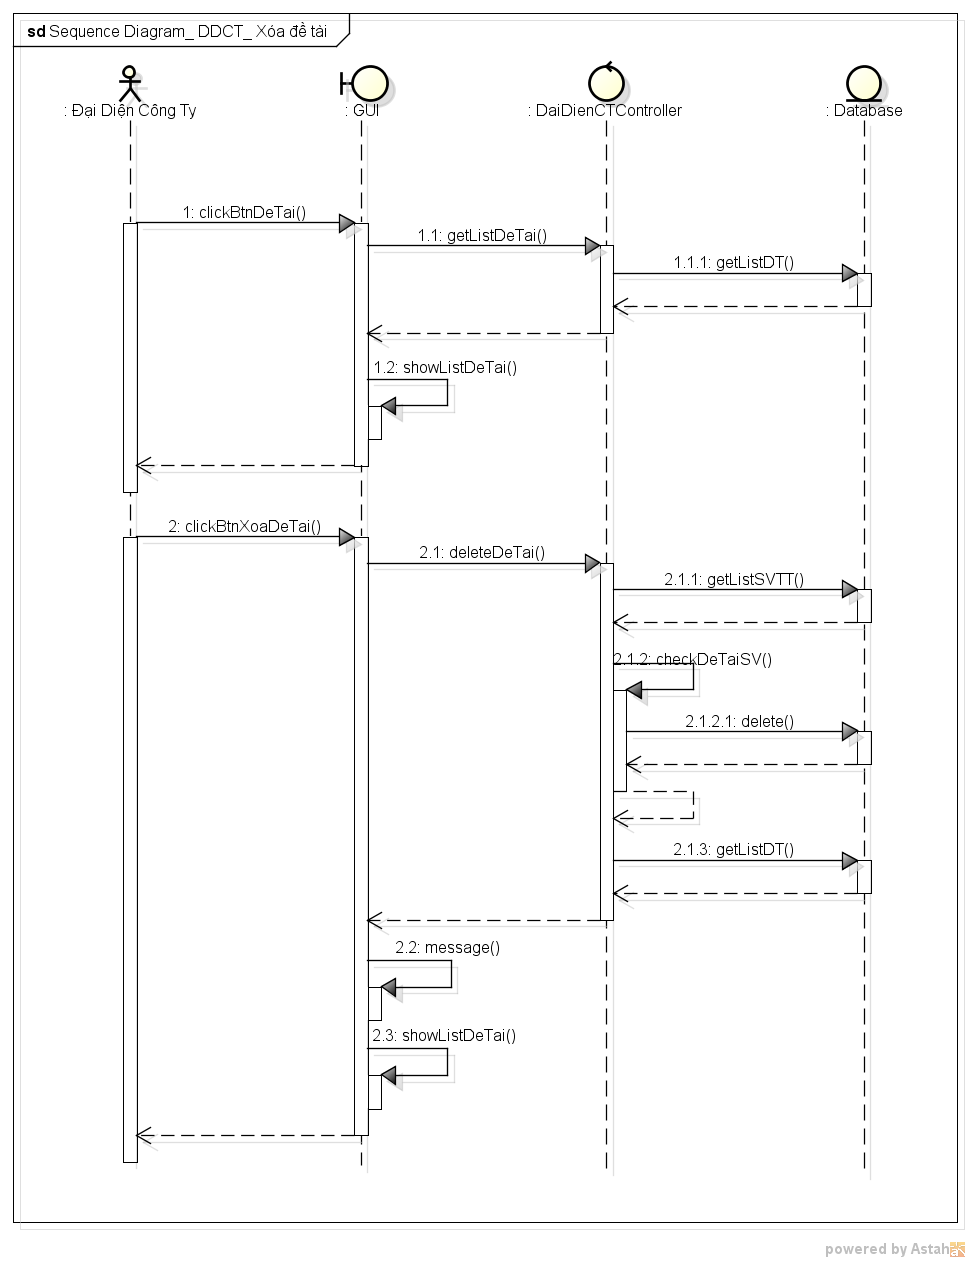 sd Sequence Diagram_ DDCT_ Xóa đề tài
: Đại Diện Công Ty
: GUI
: DaiDienCTController
: Database
1: clickBtnDeTai()
1.1: getListDeTai()
1.1.1: getListDT()
1.2: showListDeTai()
2: clickBtnXoaDeTai()
2.1: deleteDeTai()
2.1.1: getListSVTT()
2.1.2: checkDeTaiSV()
2.1.2.1: delete()
2.1.3: getListDT()
2.2: message()
2.3: showListDeTai()
powered by Astah